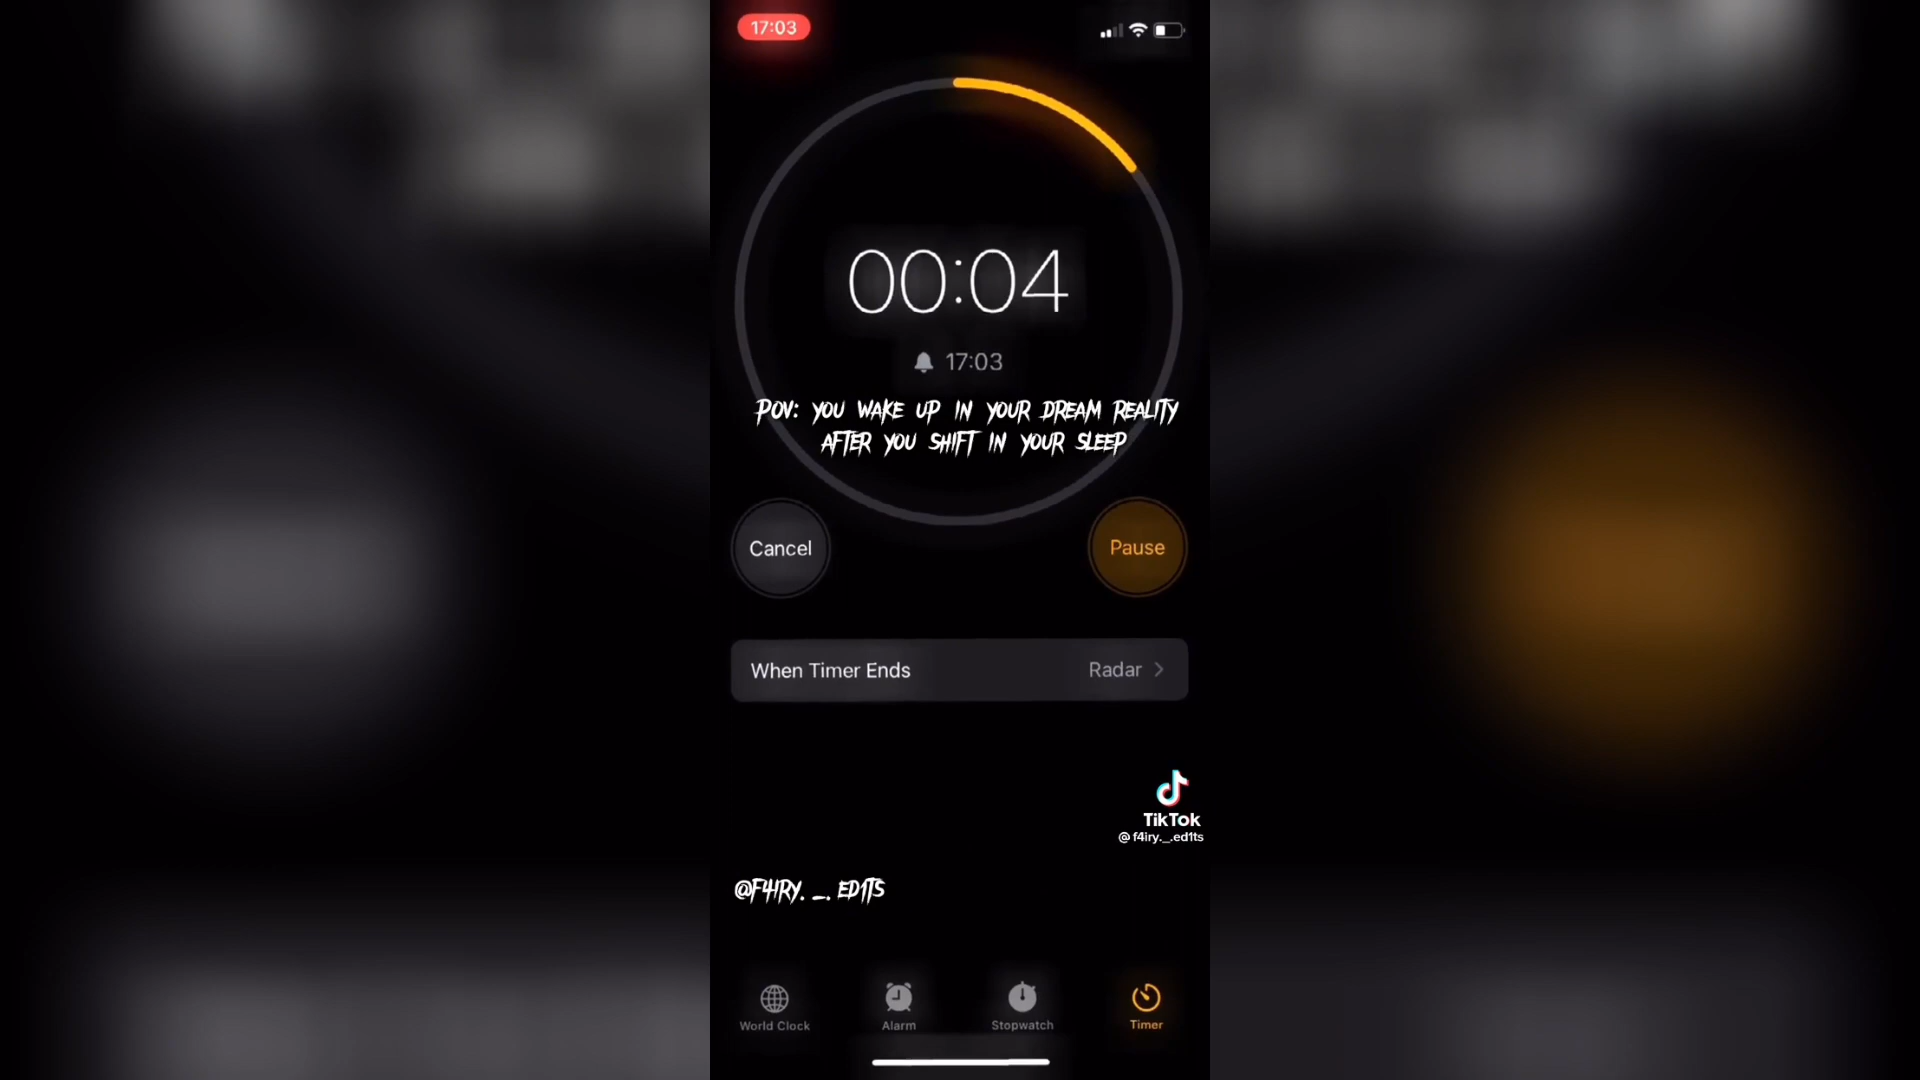 17:03
00:04
17:03
Pov: you wake up in your dream reality
after you shift in your sleep
Cancel
Pause
When Timer Ends Radar
TikTok
@f4iry._.ed1ts
@F4IRY._.ED1TS
World Clock Alarm Stopwatch Timer